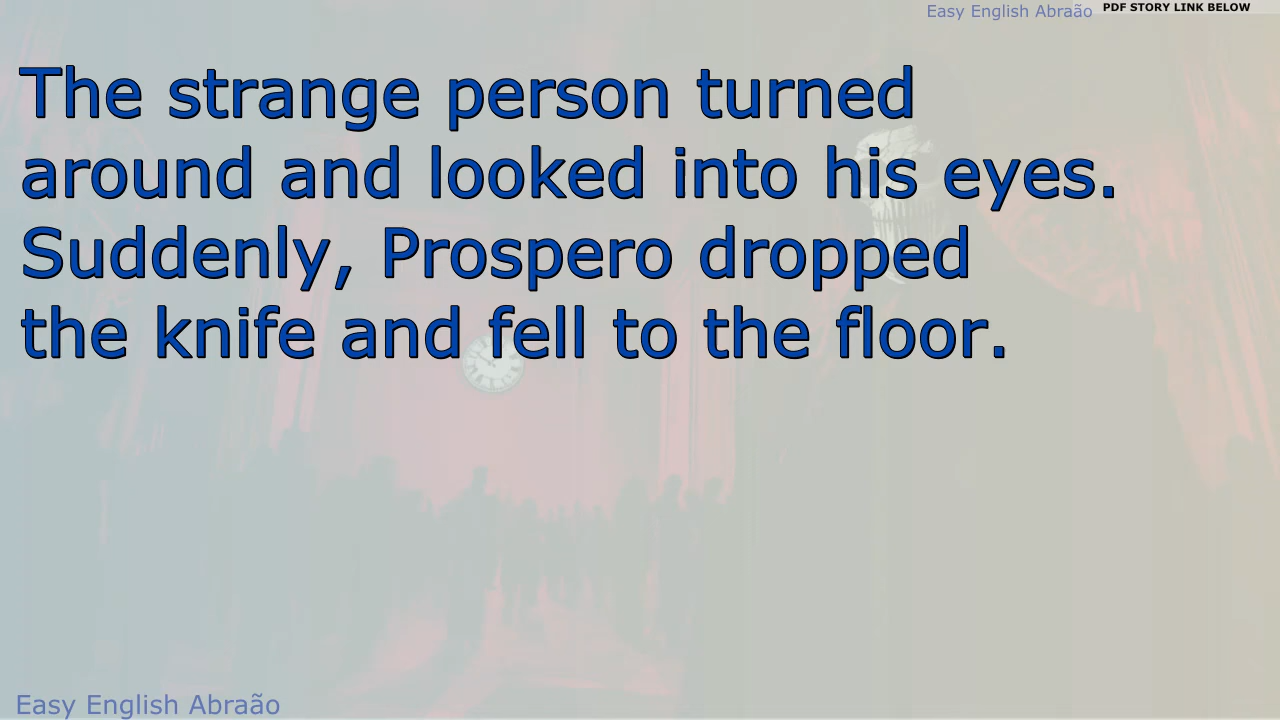 Easy English Abraão PDF STORY LINK BELOW
The strange person turned
around and looked into his eyes.
Suddenly, Prospero dropped
the knife and fell to the floor.
Easy English Abraão